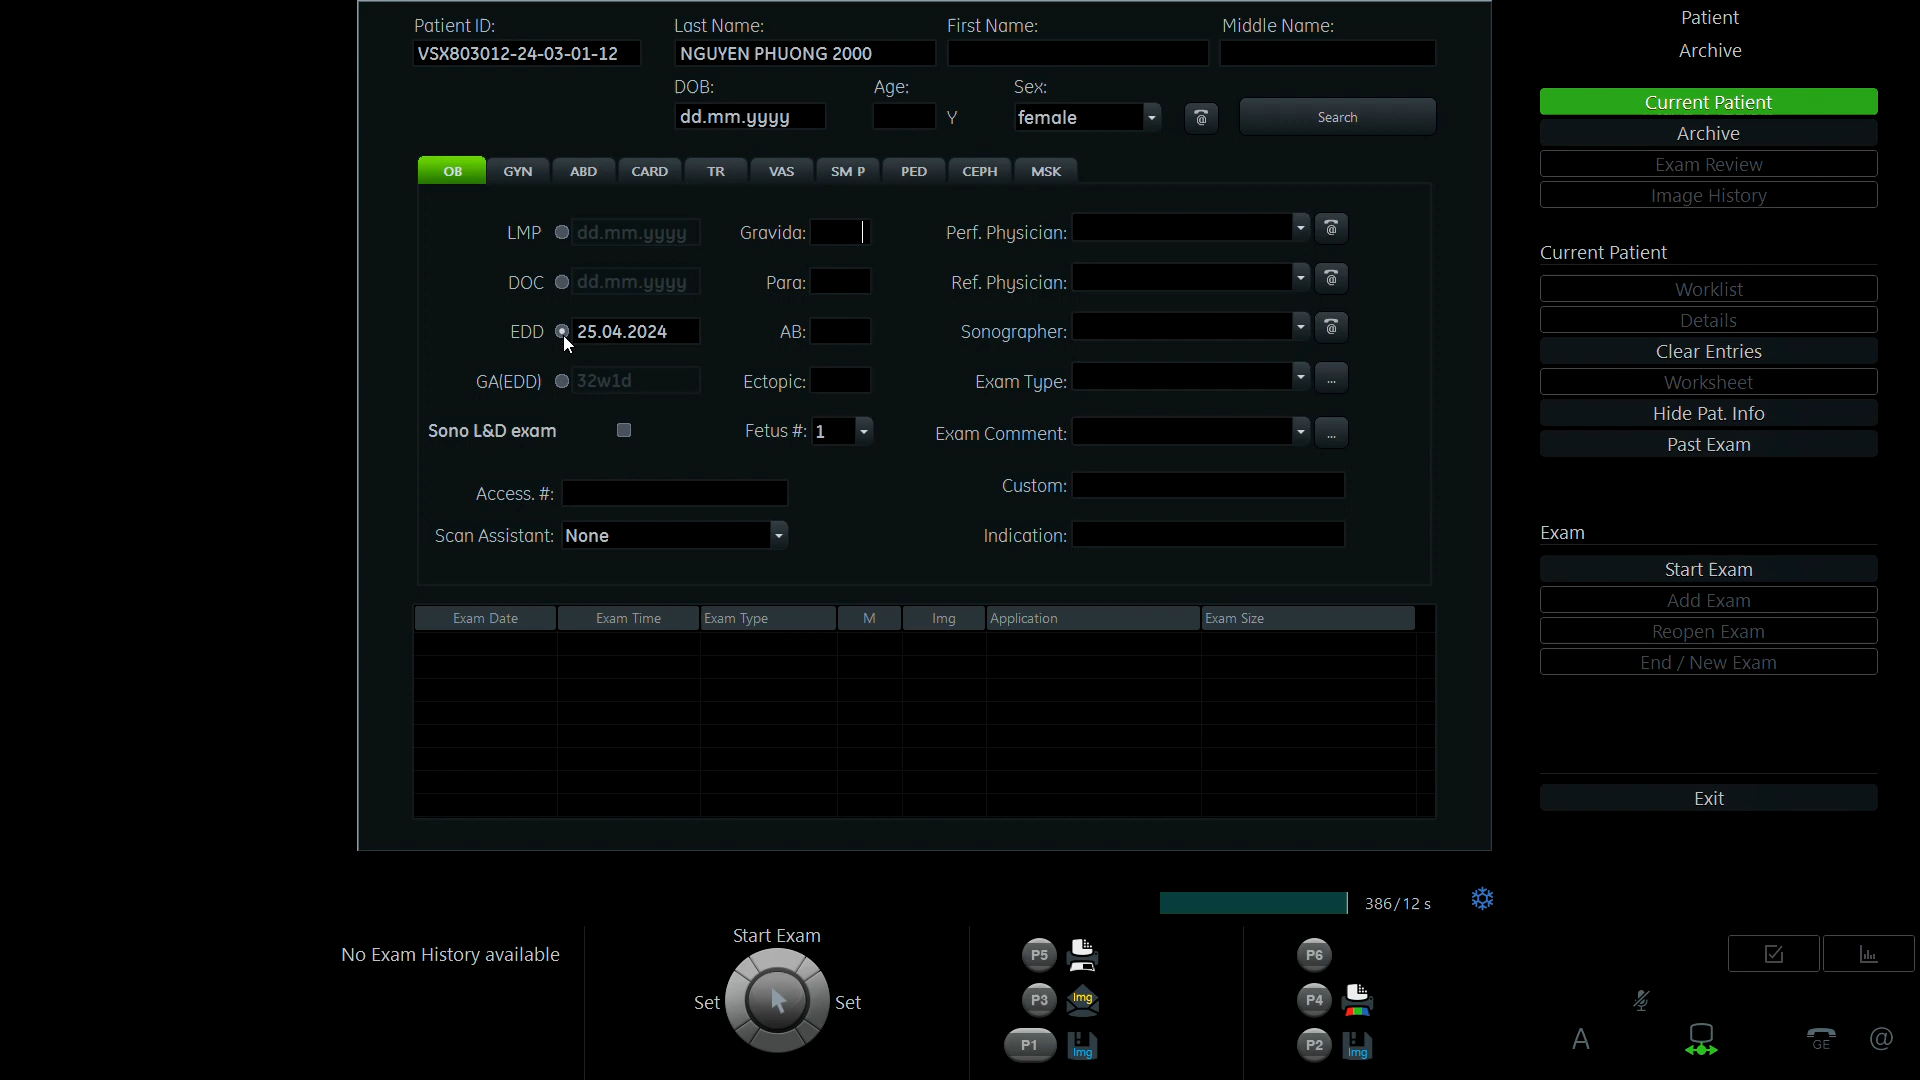 Patient ID: Last Name: First Name: Middle Name:
VSX803012-24-03-01-12 NGUYEN PHUONG 2000
DOB: Age: Sex:
dd.mm.yyyy Y female @ Search
OB GYN ABD CARD TR VAS SM P PED CEPH MSK
LMP dd.mm.yyyy Gravida: Perf. Physician: @
DOC dd.mm.yyyy Para: Ref. Physician: @
EDD 25.04.2024 AB: Sonographer: @
GA(EDD) 32w1d Ectopic: Exam Type: ...
Sono L&D exam Fetus #: 1 Exam Comment: ...
Access. #: Custom:
Scan Assistant: None Indication:
Exam Date Exam Time Exam Type M Img Application Exam Size
Patient
Archive
Current Patient
Archive
Exam Review
Image History
Current Patient
Worklist
Details
Clear Entries
Worksheet
Hide Pat. Info
Past Exam
Exam
Start Exam
Add Exam
Reopen Exam
End / New Exam
Exit
386/12 s
No Exam History available
Start Exam
Set Set
P5 P6
P3 Img P4
P1 Img P2 Img
A GE @